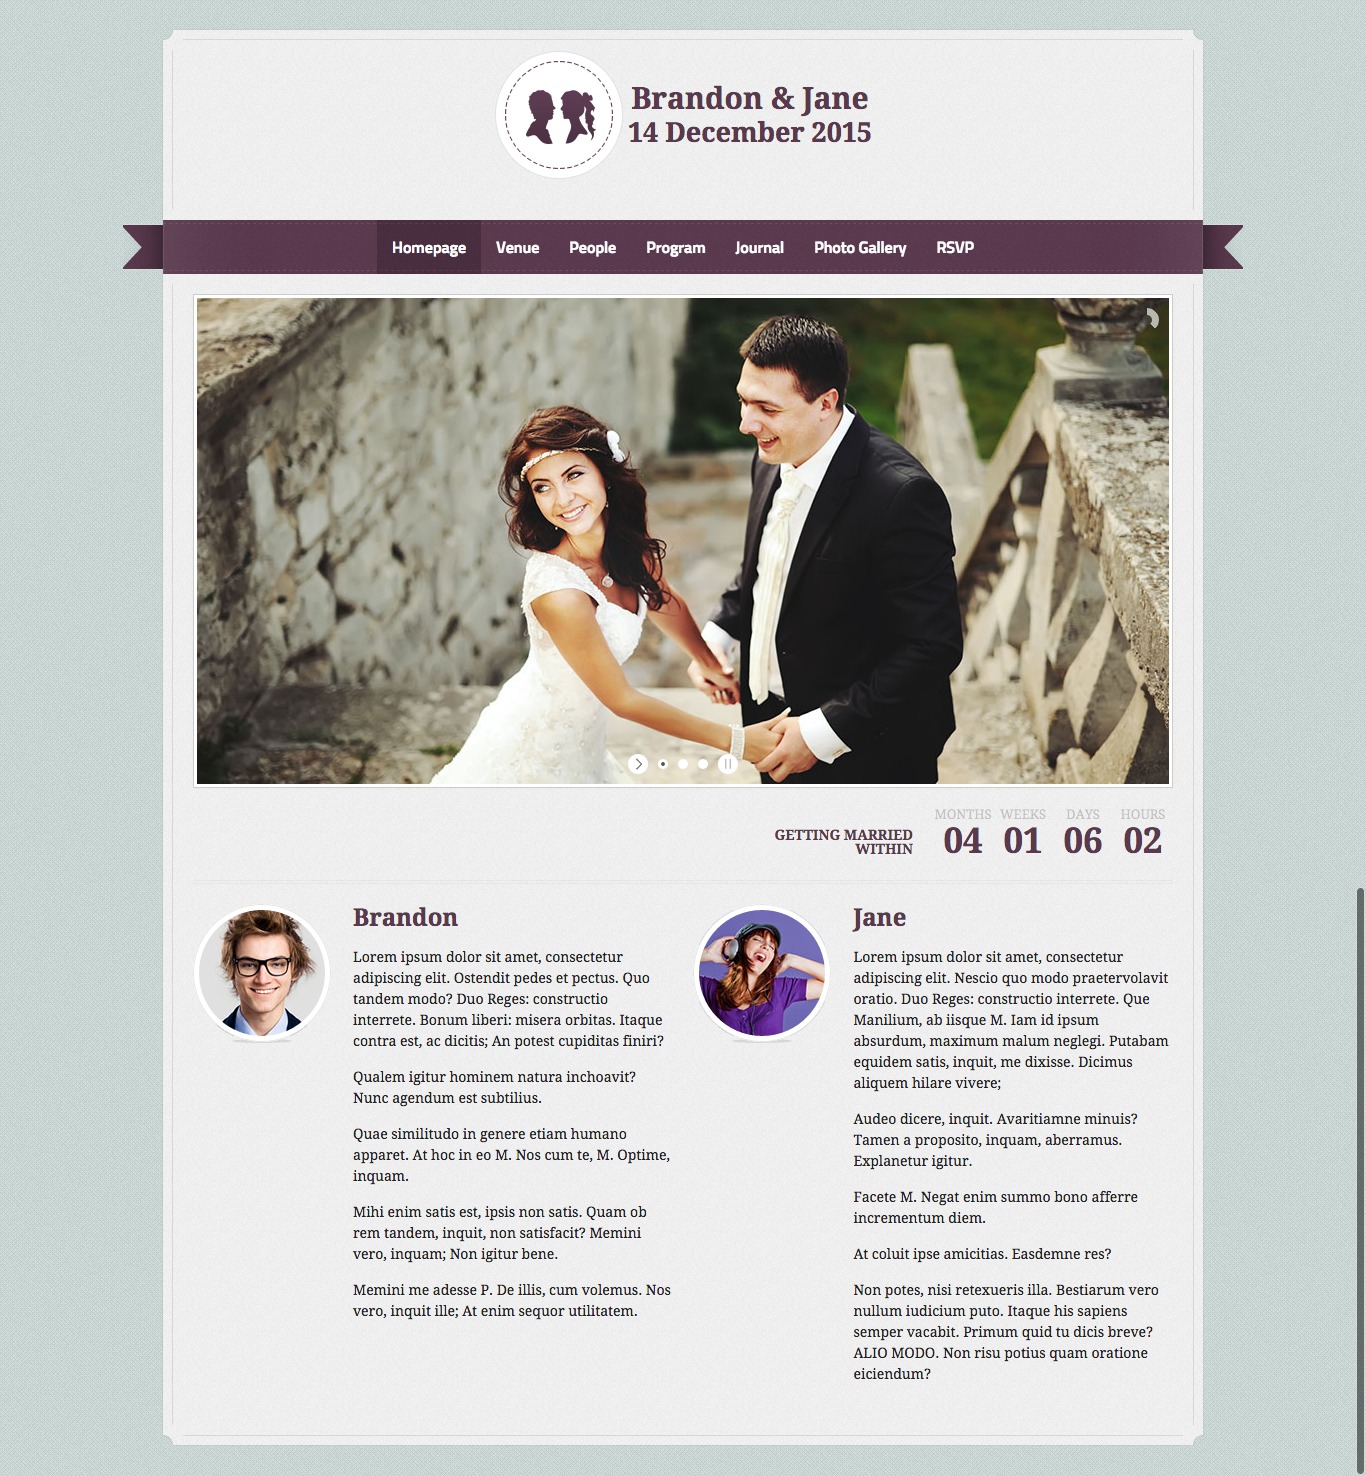 Brandon & Jane
14 December 2015
Homepage Venue People Program Journal Photo Gallery RSVP
GETTING MARRIED
WITHIN
MONTHS WEEKS DAYS HOURS
04 01 06 02
Brandon
Lorem ipsum dolor sit amet, consectetur
adipiscing elit. Ostendit pedes et pectus. Quo
tandem modo? Duo Reges: constructio
interrete. Bonum liberi: misera orbitas. Itaque
contra est, ac dicitis; An potest cupiditas finiri?
Qualem igitur hominem natura inchoavit?
Nunc agendum est subtilius.
Quae similitudo in genere etiam humano
apparet. At hoc in eo M. Nos cum te, M. Optime,
inquam.
Mihi enim satis est, ipsis non satis. Quam ob
rem tandem, inquit, non satisfacit? Memini
vero, inquam; Non igitur bene.
Memini me adesse P. De illis, cum volemus. Nos
vero, inquit ille; At enim sequor utilitatem.
Jane
Lorem ipsum dolor sit amet, consectetur
adipiscing elit. Nescio quo modo praetervolavit
oratio. Duo Reges: constructio interrete. Que
Manilium, ab iisque M. Iam id ipsum
absurdum, maximum malum neglegi. Putabam
equidem satis, inquit, me dixisse. Dicimus
aliquem hilare vivere;
Audeo dicere, inquit. Avaritiamne minuis?
Tamen a proposito, inquam, aberramus.
Explanetur igitur.
Facete M. Negat enim summo bono afferre
incrementum diem.
At coluit ipse amicitias. Easdemne res?
Non potes, nisi retexueris illa. Bestiarum vero
nullum iudicium puto. Itaque his sapiens
semper vacabit. Primum quid tu dicis breve?
ALIO MODO. Non risu potius quam oratione
eiciendum?